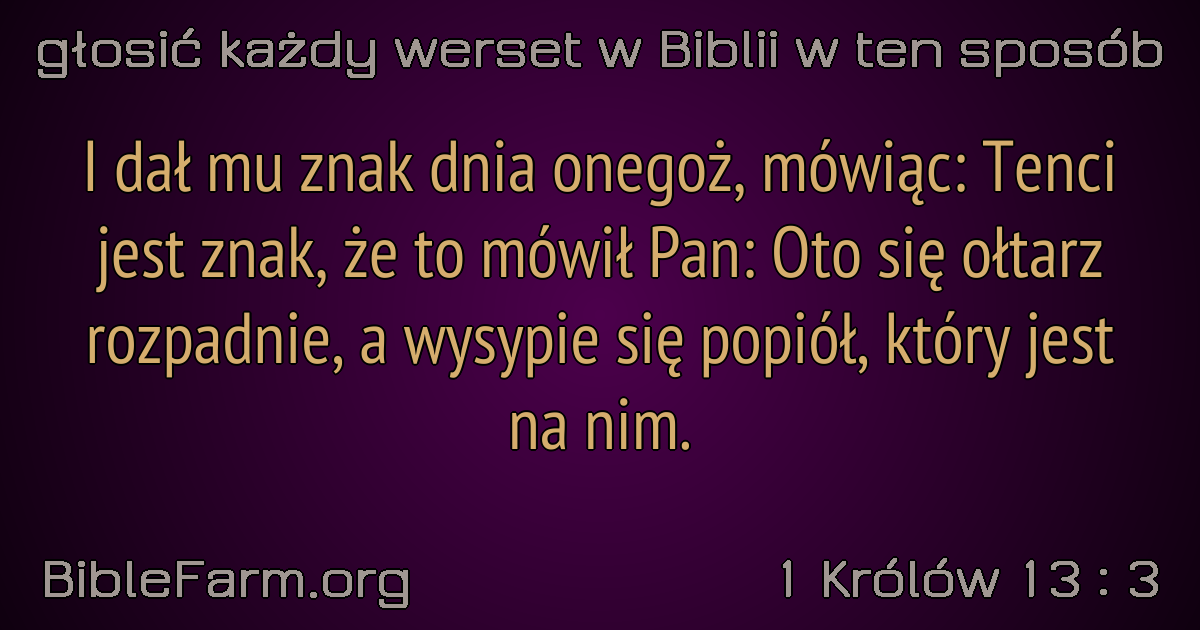 głosić każdy werset w Biblii w ten sposób
I dał mu znak dnia onegoż, mówiąc: Tenci
jest znak, że to mówił Pan: Oto się ołtarz
rozpadnie, a wysypie się popiół, który jest
na nim.
BibleFarm.org
1 Królów 13 : 3